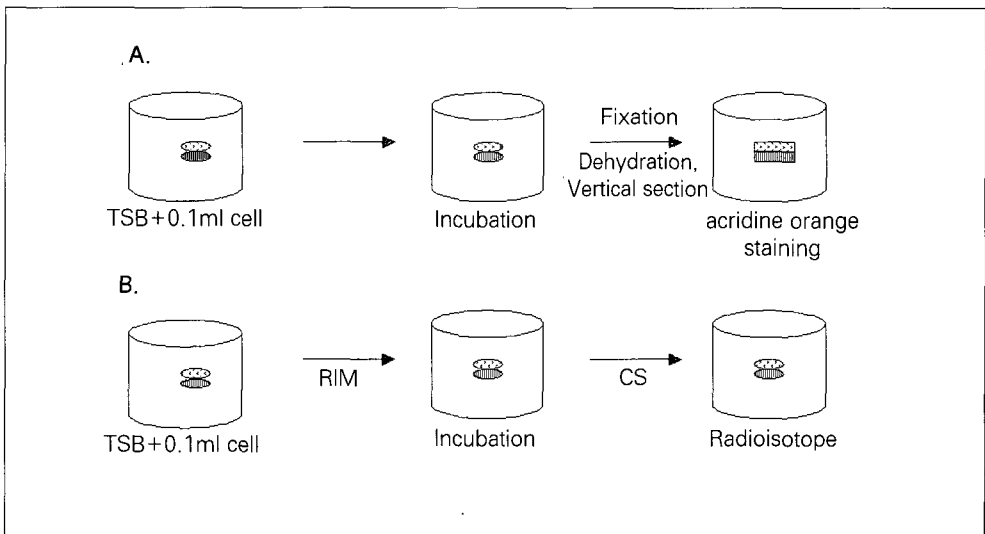 A.
TSB+0.1ml cell
Incubation
Fixation
Dehydration,
Vertical section
acridine orange
staining
B.
TSB+0.1ml cell
RIM
Incubation
CS
Radioisotope